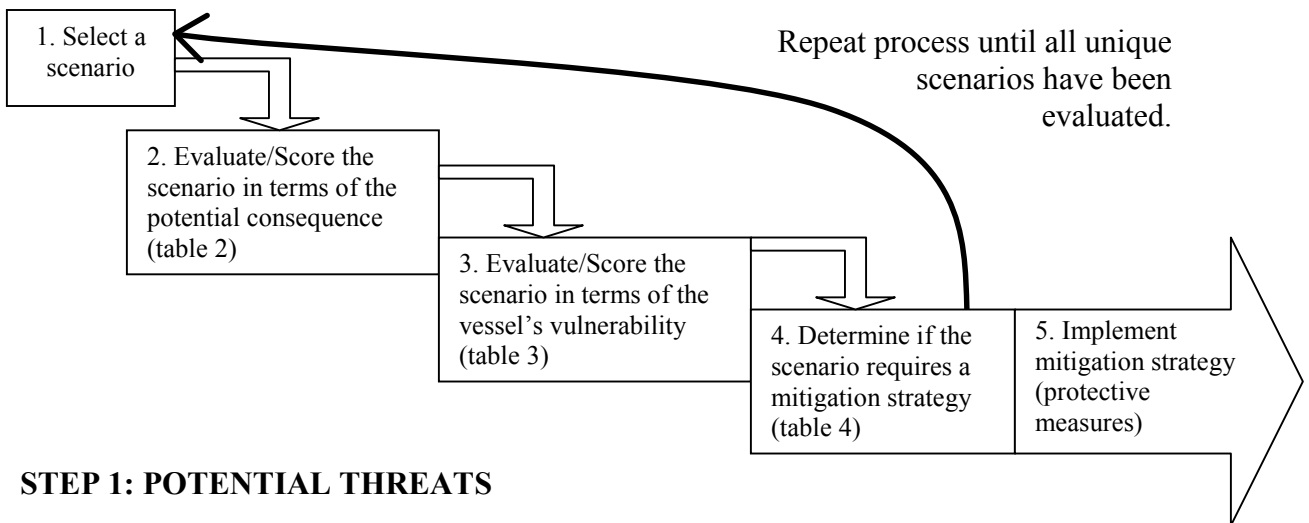 1. Select a
scenario
Repeat process until all unique
scenarios have been
evaluated.
2. Evaluate/Score the
scenario in terms of the
potential consequence
(table 2)
3. Evaluate/Score the
scenario in terms of the
vessel’s vulnerability
(table 3)
4. Determine if the
scenario requires a
mitigation strategy
(table 4)
5. Implement
mitigation strategy
(protective
measures)
STEP 1: POTENTIAL THREATS